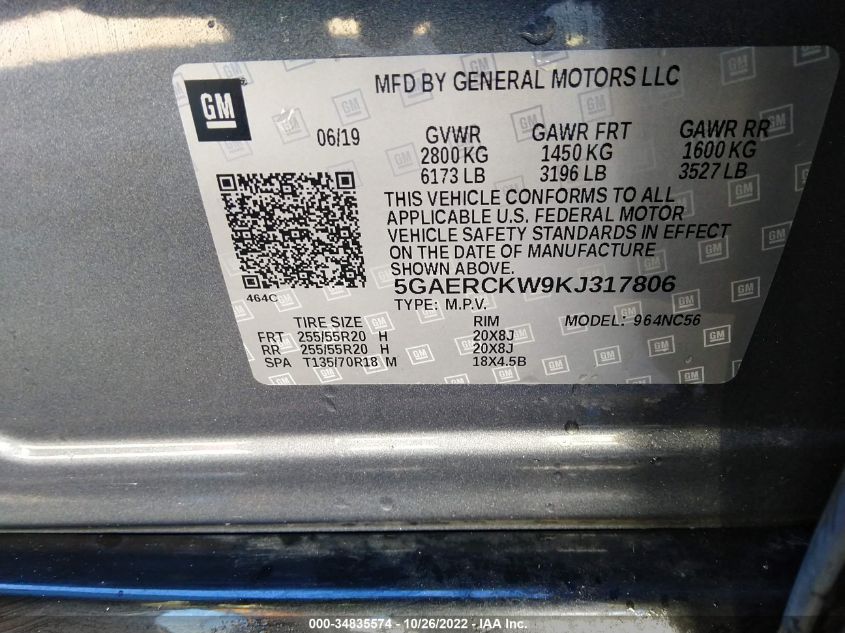 MFD BY GENERAL MOTORS LLC
GM
06/19
GVWR GAWR FRT GAWR RR
2800 KG 1450 KG 1600 KG
6173 LB 3196 LB 3527 LB
THIS VEHICLE CONFORMS TO ALL
APPLICABLE U.S. FEDERAL MOTOR
VEHICLE SAFETY STANDARDS IN EFFECT
ON THE DATE OF MANUFACTURE
SHOWN ABOVE.
464C
5GAERCKW9KJ317806
TYPE: M.P.V. MODEL: 964NC56
TIRE SIZE RIM
FRT 255/55R20 H 20X8J
RR 255/55R20 H 20X8J
SPA T135/70R18 M 18X4.5B
000-34835574 / 10/26/2022 - IAA Inc.